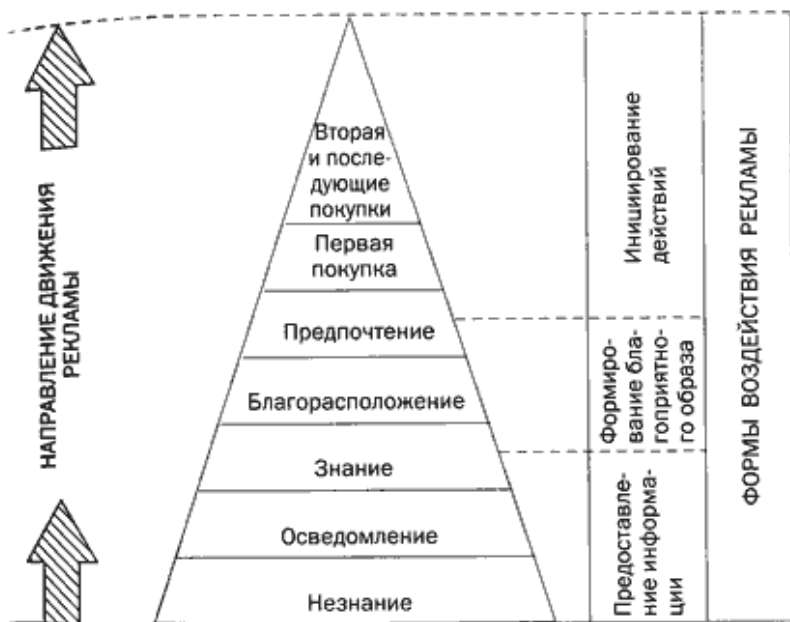 НАПРАВЛЕНИЕ ДВИЖЕНИЯ
РЕКЛАМЫ
Вторая
и после-
дующие
покупки
Первая
покупка
Предпочтение
Благорасположение
Знание
Осведомление
Незнание
Инициирование
действий
Формиро-
вание бла-
гоприятно-
го образа
Предоставле-
ние информа-
ции
ФОРМЫ ВОЗДЕЙСТВИЯ РЕКЛАМЫ